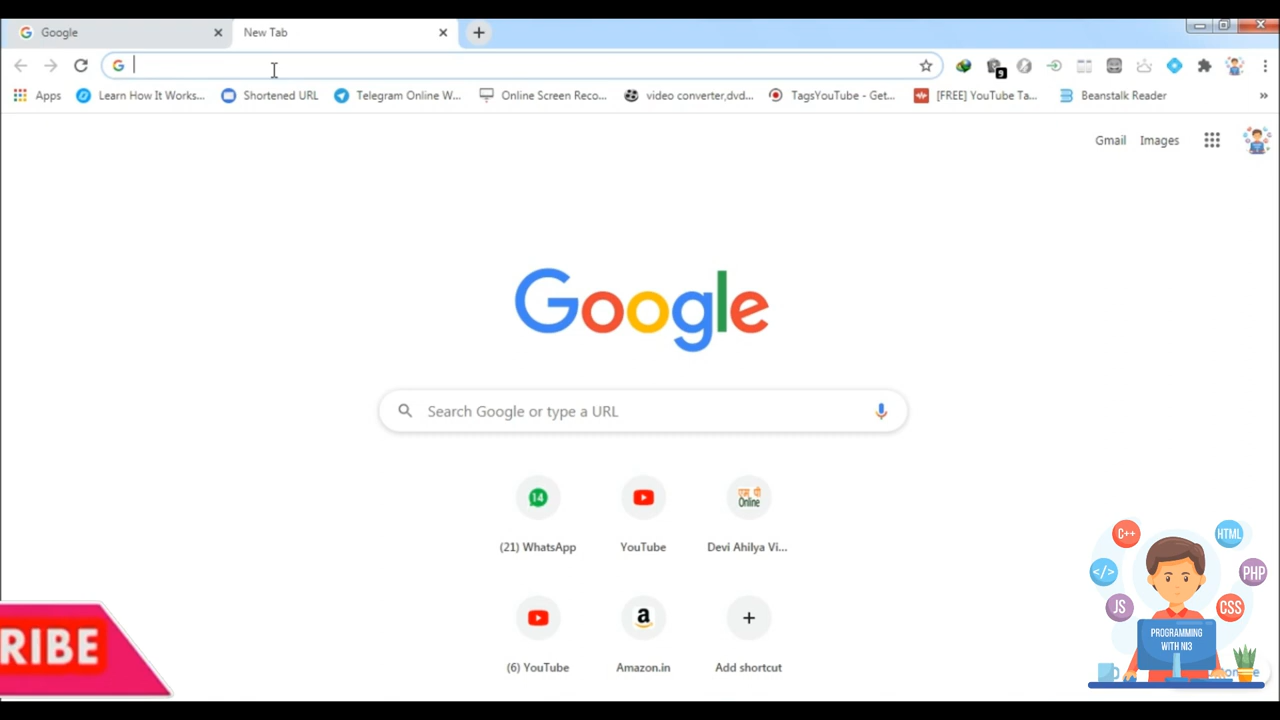 Google
New Tab
Apps
Learn How It Works...
Shortened URL
Telegram Online W...
Online Screen Reco...
video converter,dvd...
TagsYouTube - Get...
[FREE] YouTube Ta...
Beanstalk Reader
»
9
Gmail
Images
Google
Search Google or type a URL
14
एम पी
Online
(21) WhatsApp
YouTube
Devi Ahilya Vi...
a
(6) YouTube
Amazon.in
Add shortcut
RIBE
C++
HTML
</>
PHP
JS
CSS
PROGRAMMING
WITH NI3